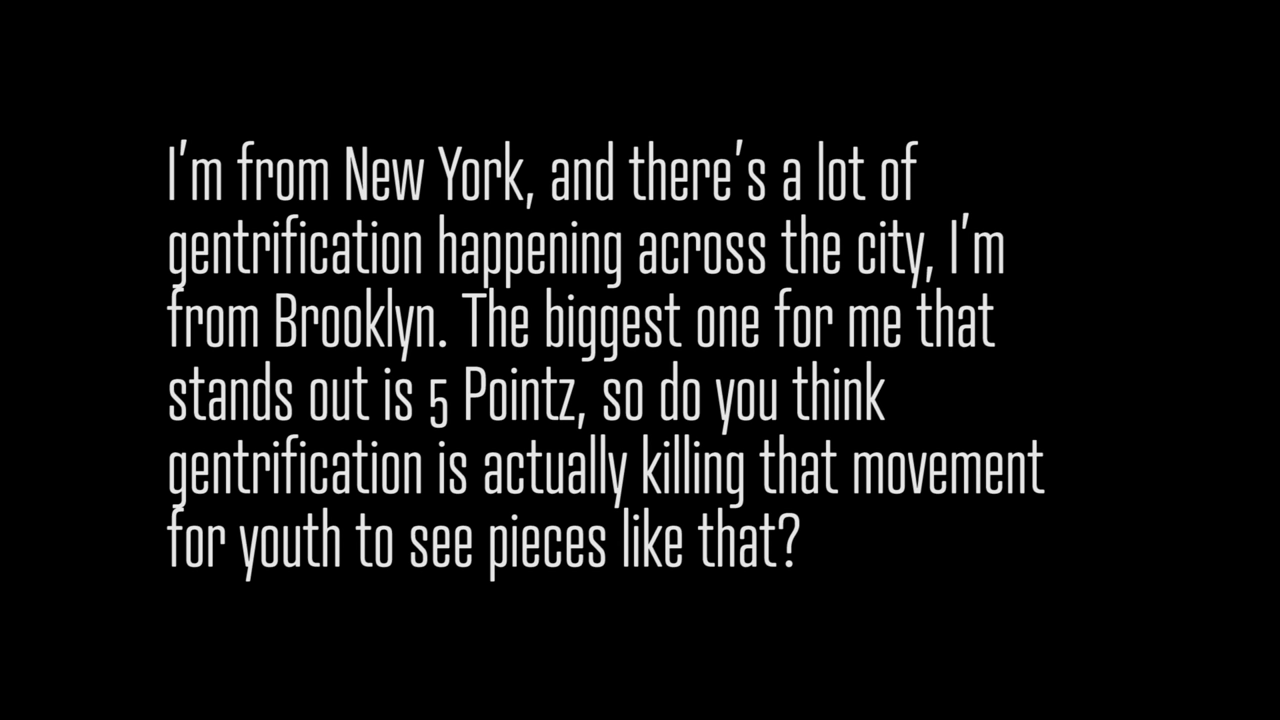 I'm from New York, and there's a lot of
gentrification happening across the city, I'm
from Brooklyn. The biggest one for me that
stands out is 5 Pointz, so do you think
gentrification is actually killing that movement
for youth to see pieces like that?